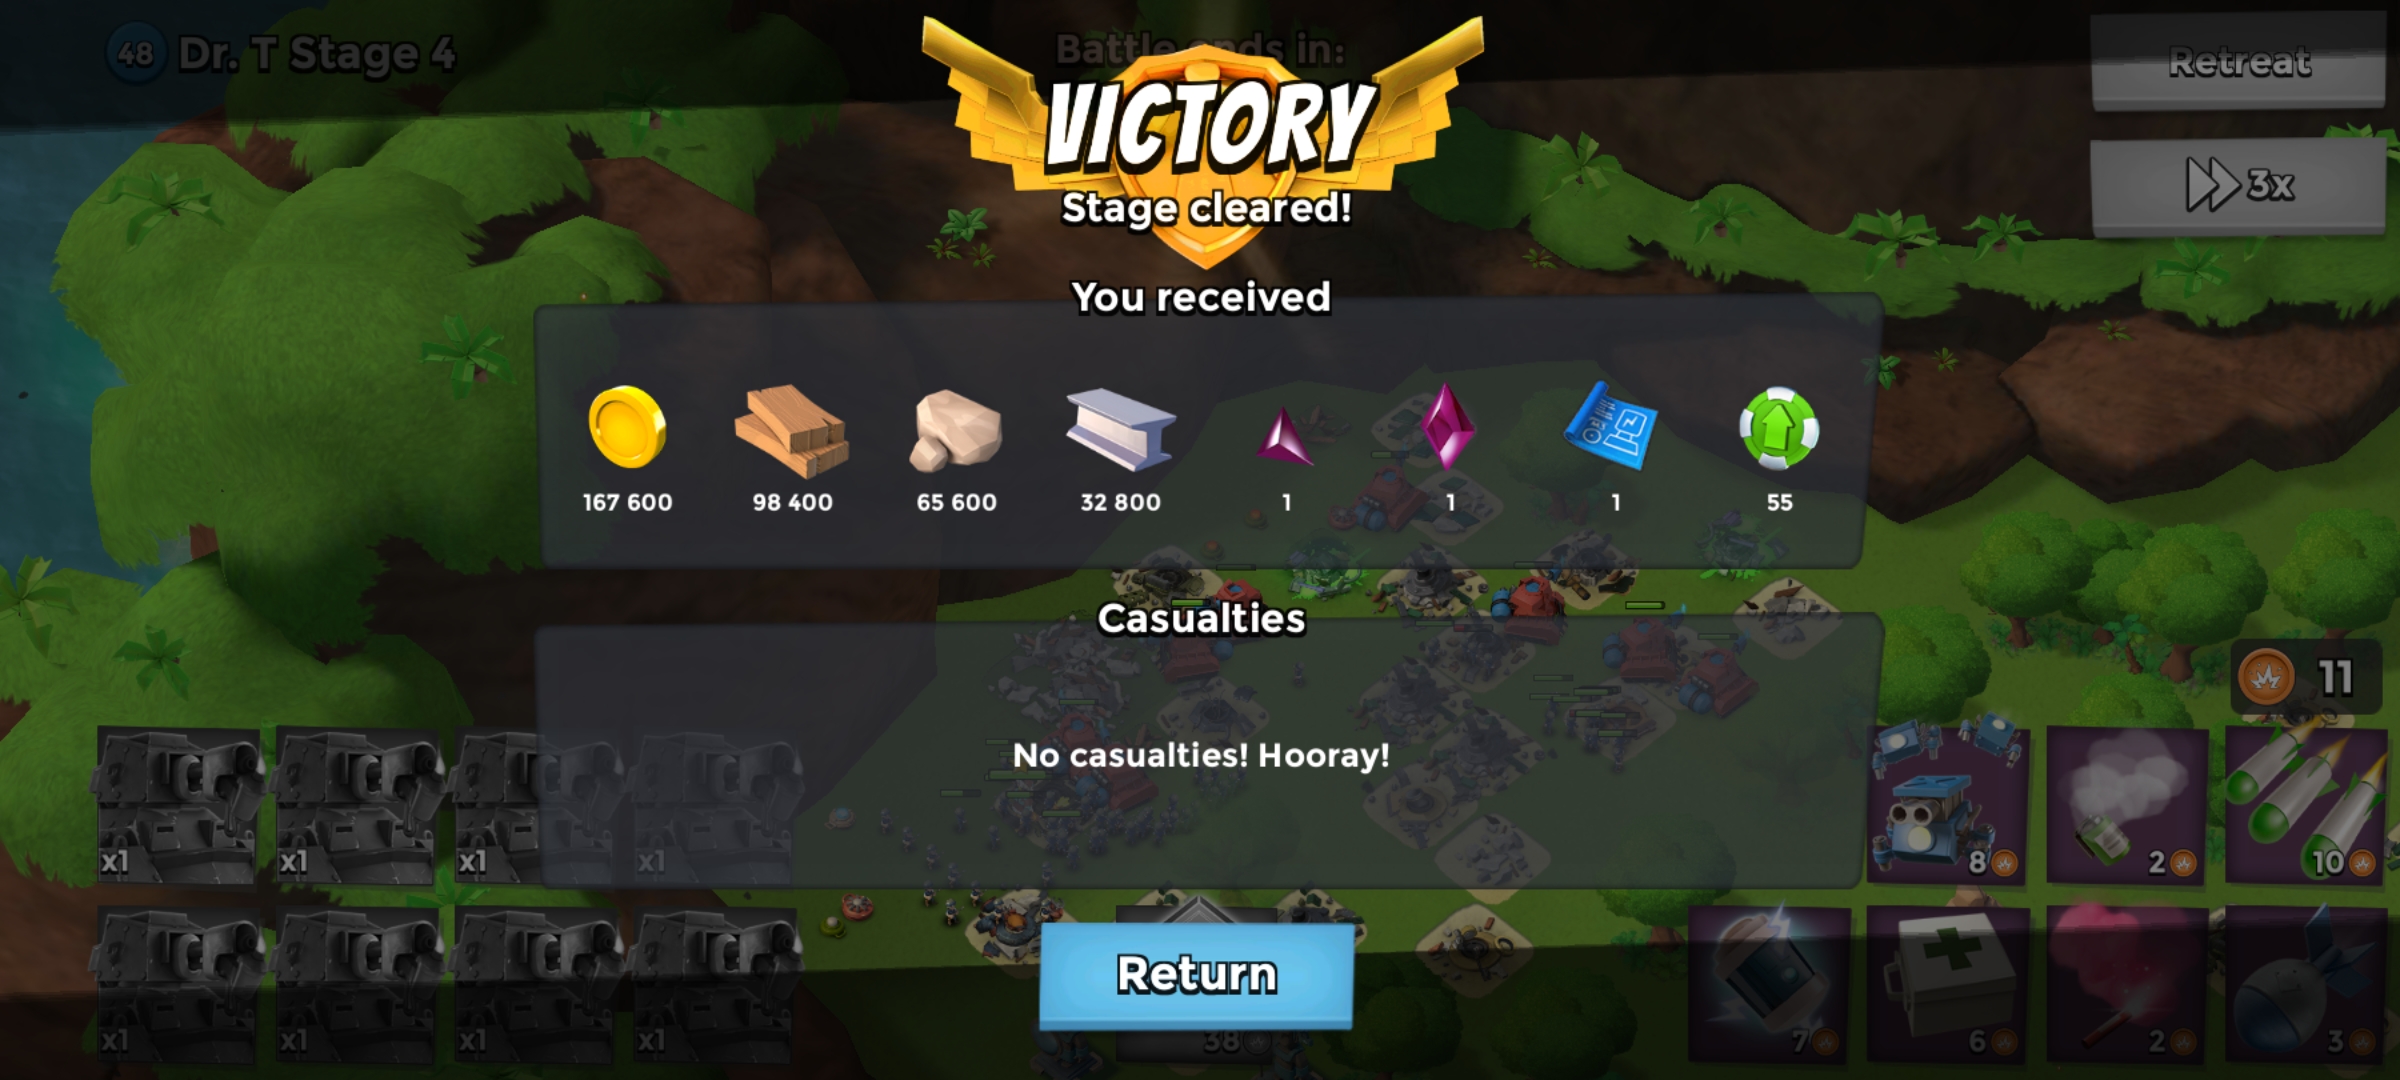 48 Dr. T Stage 4
Battle ends in:
Retreat
VICTORY
3x
Stage cleared!
You received
167 600
98 400
65 600
32 800
1
1
1
55
Casualties
11
No casualties! Hooray!
x1
x1
x1
x1
8
2
10
Return
x1
x1
x1
x1
38
7
6
2
3